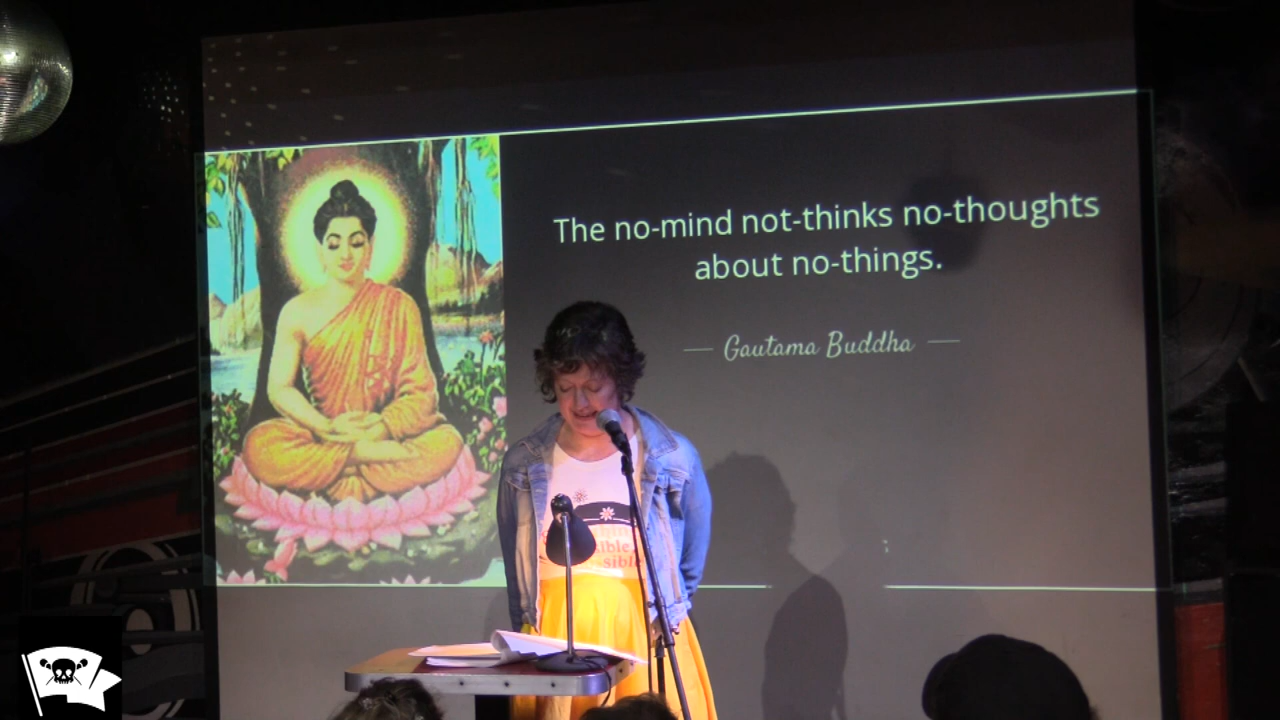 The no-mind not-thinks no-thoughts
about no-things.
— Gautama Buddha —